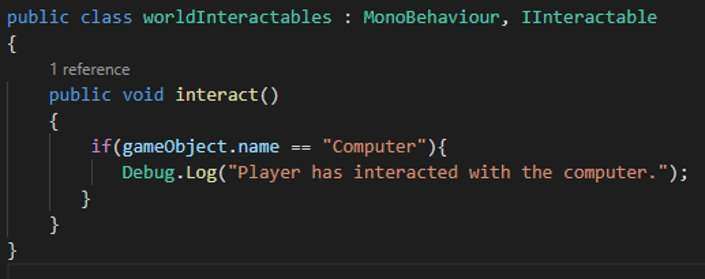 public class worldInteractables : MonoBehaviour, IInteractable
{
1 reference
public void interact()
{
if(gameObject.name == "Computer"){
Debug.Log("Player has interacted with the computer.");
}
}
}